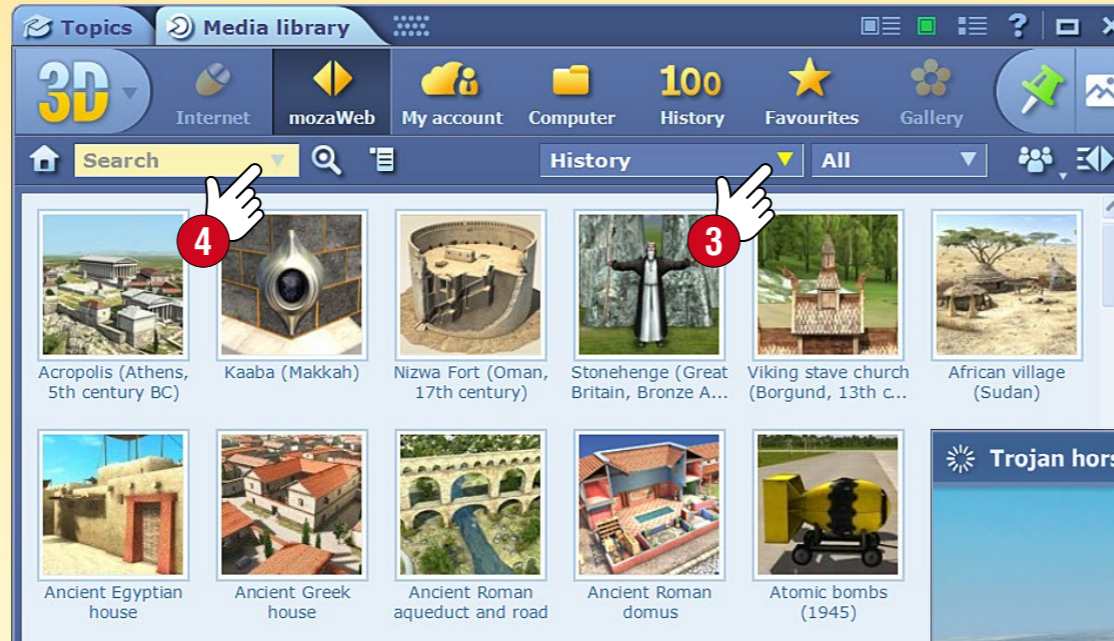 Topics Media library ?
3D Internet mozaWeb My account Computer 100 History Favourites Gallery
Search History All
4 3
Acropolis (Athens, 5th century BC)
Kaaba (Makkah)
Nizwa Fort (Oman, 17th century)
Stonehenge (Great Britain, Bronze A...
Viking stave church (Borgund, 13th c...
African village (Sudan)
Trojan hors
Ancient Egyptian house
Ancient Greek house
Ancient Roman aqueduct and road
Ancient Roman domus
Atomic bombs (1945)